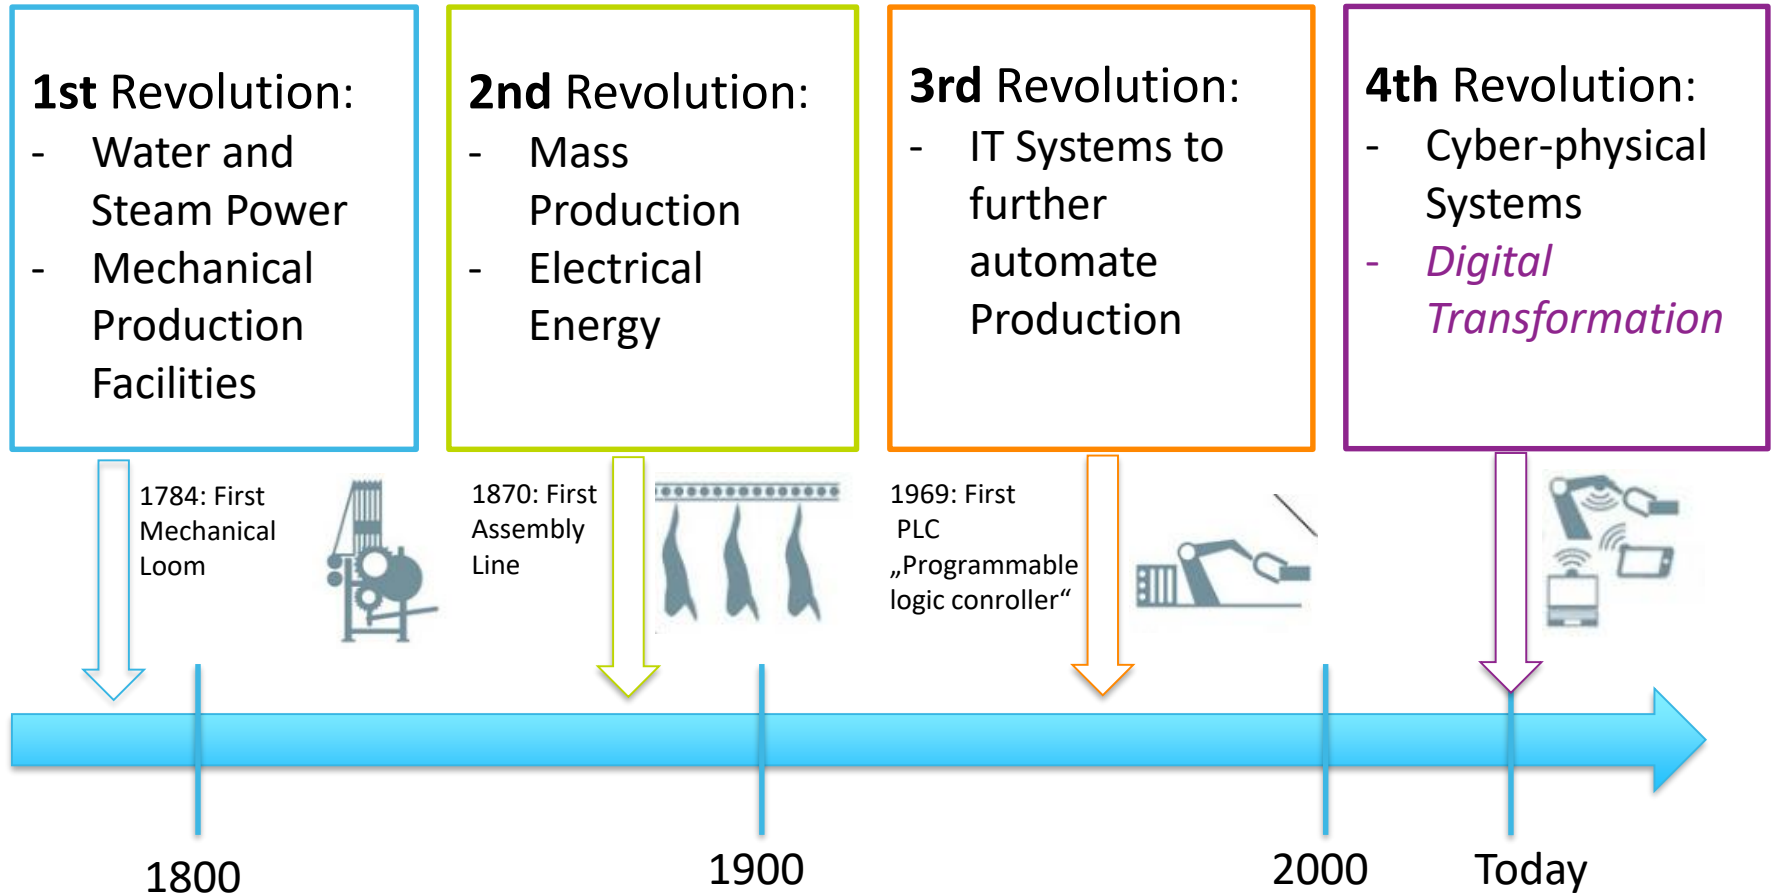 1st Revolution:
- Water and
Steam Power
- Mechanical
Production
Facilities
2nd Revolution:
- Mass
Production
- Electrical
Energy
3rd Revolution:
- IT Systems to
further
automate
Production
4th Revolution:
- Cyber-physical
Systems
- Digital
Transformation
1784: First
Mechanical
Loom
1870: First
Assembly
Line
1969: First
PLC
„Programmable
logic conroller“
1800
1900
2000
Today